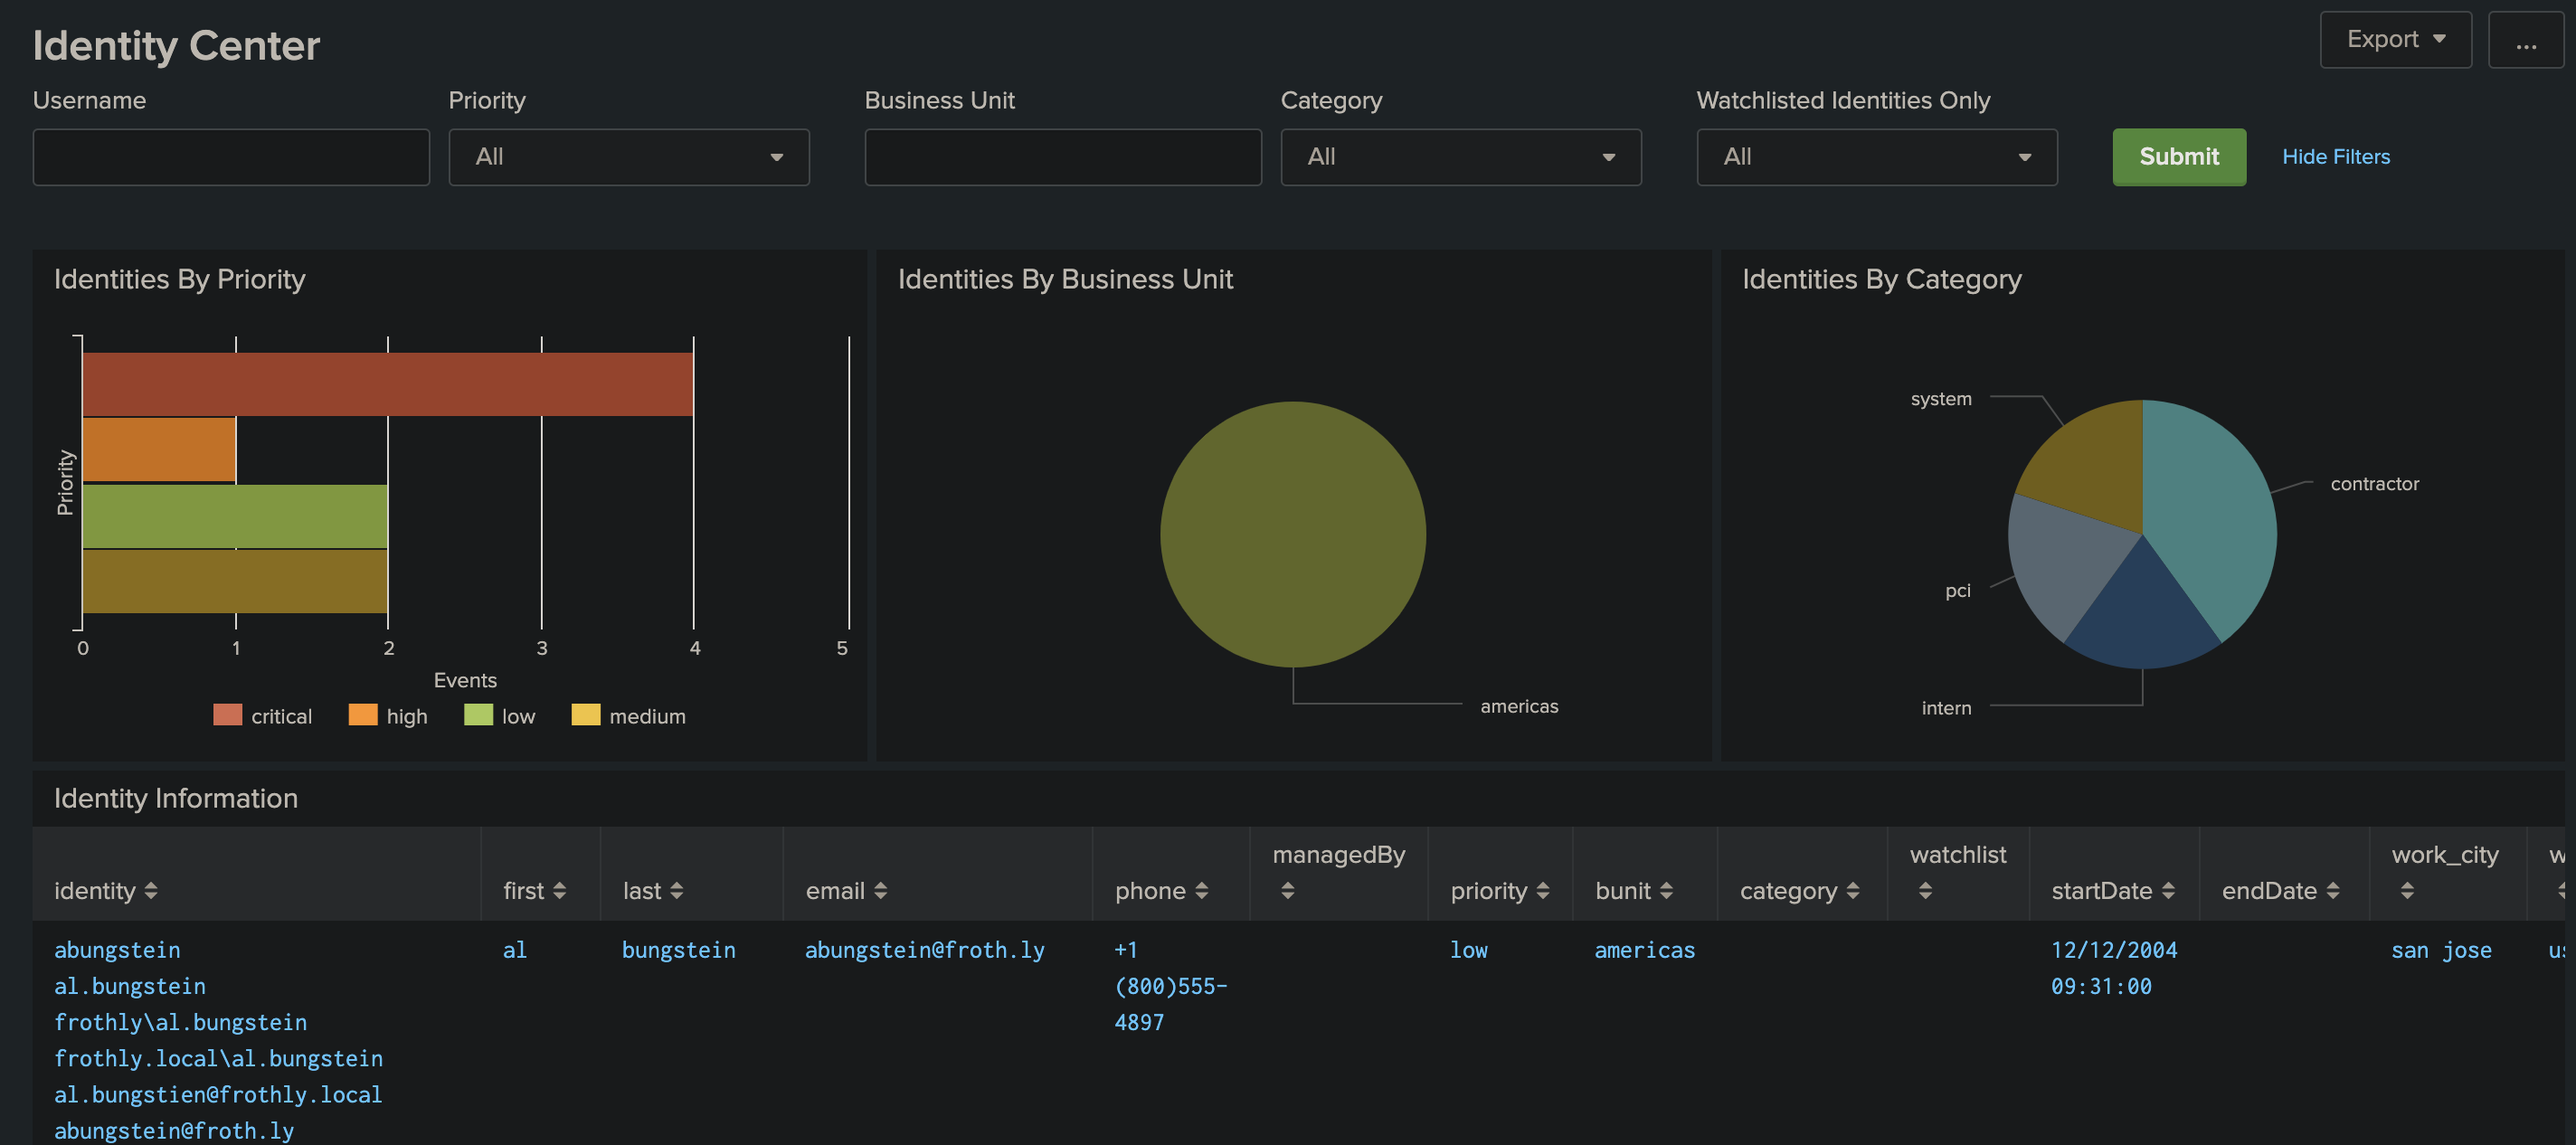 Identity Center
Export
...
Username
Priority
Business Unit
Category
Watchlisted Identities Only
All
All
All
Submit
Hide Filters
Identities By Priority
Priority
0 1 2 3 4 5
Events
critical high low medium
Identities By Business Unit
americas
Identities By Category
system
contractor
pci
intern
Identity Information
identity first last email phone managedBy priority bunit category watchlist startDate endDate work_city
abungstein al bungstein abungstein@froth.ly +1 low americas 12/12/2004 san jose
al.bungstein (800)555- 09:31:00
frothly\al.bungstein 4897
frothly.local\al.bungstein
al.bungstien@frothly.local
abungstein@froth.ly